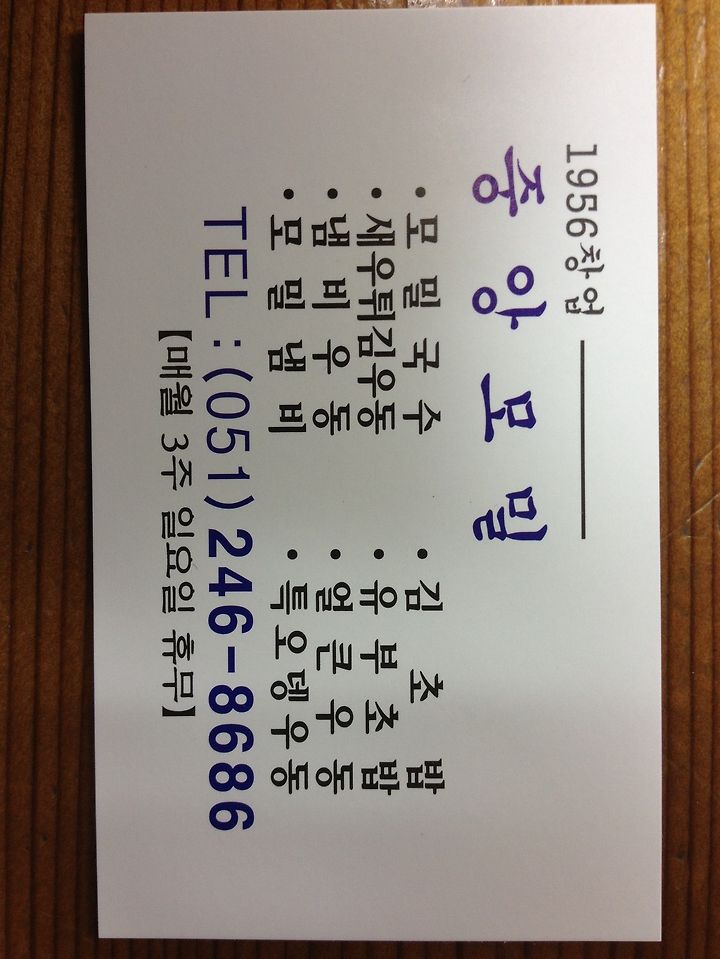 1956창업
중앙모밀
· 모밀국수 · 김초밥
· 새우튀김우동 · 유부초밥
· 냄비우동 · 얼큰우동
· 모밀냄비 · 특오뎅우동
TEL:(051)246-8686
【매월 3주 일요일 휴무】